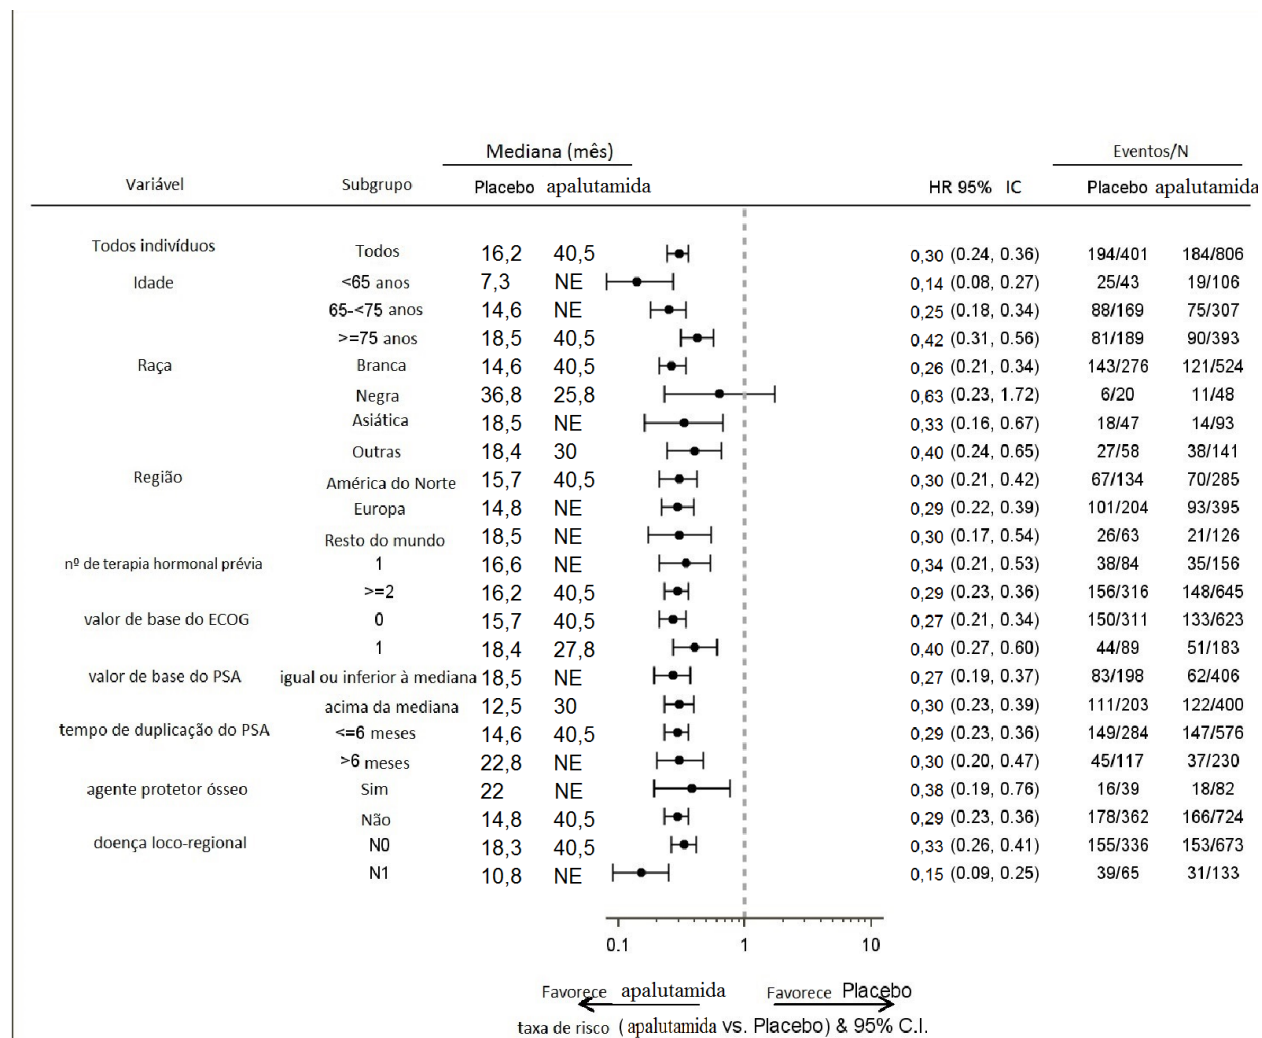 Mediana (mês) Eventos/N
Variável Subgrupo Placebo apalutamida HR 95% IC Placebo apalutamida
Todos indivíduos Todos 16,2 40,5 0,30 (0.24, 0.36) 194/401 184/806
Idade <65 anos 7,3 NE 0,14 (0.08, 0.27) 25/43 19/106
65-<75 anos 14,6 NE 0,25 (0.18, 0.34) 88/169 75/307
>=75 anos 18,5 40,5 0,42 (0.31, 0.56) 81/189 90/393
Raça Branca 14,6 40,5 0,26 (0.21, 0.34) 143/276 121/524
Negra 36,8 25,8 0,63 (0.23, 1.72) 6/20 11/48
Asiática 18,5 NE 0,33 (0.16, 0.67) 18/47 14/93
Outras 18,4 30 0,40 (0.24, 0.65) 27/58 38/141
Região América do Norte 15,7 40,5 0,30 (0.21, 0.42) 67/134 70/285
Europa 14,8 NE 0,29 (0.22, 0.39) 101/204 93/395
Resto do mundo 18,5 NE 0,30 (0.17, 0.54) 26/63 21/126
nº de terapia hormonal prévia 1 16,6 NE 0,34 (0.21, 0.53) 38/84 35/156
>=2 16,2 40,5 0,29 (0.23, 0.36) 156/316 148/645
valor de base do ECOG 0 15,7 40,5 0,27 (0.21, 0.34) 150/311 133/623
1 18,4 27,8 0,40 (0.27, 0.60) 44/89 51/183
valor de base do PSA igual ou inferior à mediana 18,5 NE 0,27 (0.19, 0.37) 83/198 62/406
acima da mediana 12,5 30 0,30 (0.23, 0.39) 111/203 122/400
tempo de duplicação do PSA <=6 meses 14,6 40,5 0,29 (0.23, 0.36) 149/284 147/576
>6 meses 22,8 NE 0,30 (0.20, 0.47) 45/117 37/230
agente protetor ósseo Sim 22 NE 0,38 (0.19, 0.76) 16/39 18/82
Não 14,8 40,5 0,29 (0.23, 0.36) 178/362 166/724
doença loco-regional N0 18,3 40,5 0,33 (0.26, 0.41) 155/336 153/673
N1 10,8 NE 0,15 (0.09, 0.25) 39/65 31/133
0.1 1 10
Favorece apalutamida Favorece Placebo
taxa de risco (apalutamida vs. Placebo) & 95% C.I.